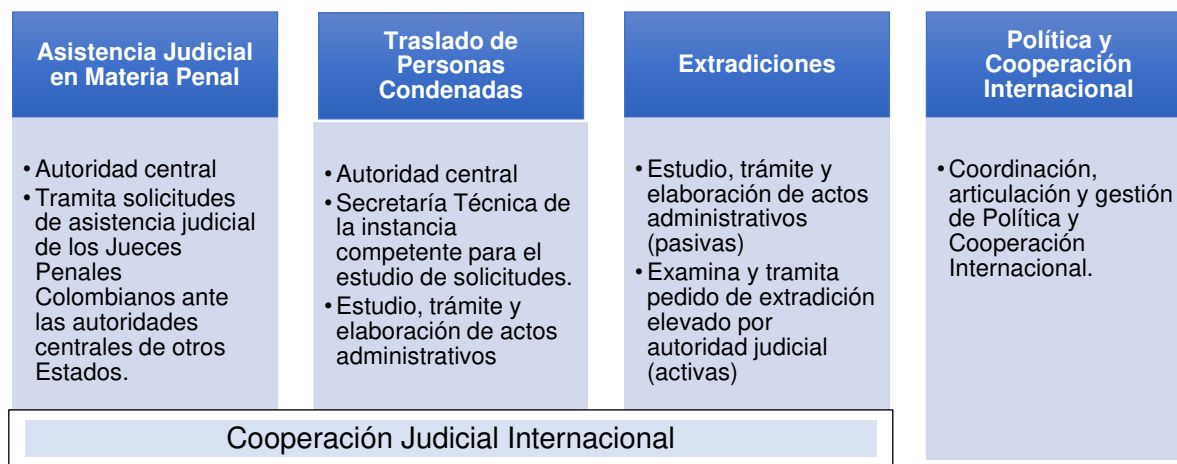 Asistencia Judicial
en Materia Penal
• Autoridad central
• Tramita solicitudes
de asistencia judicial
de los Jueces
Penales
Colombianos ante
las autoridades
centrales de otros
Estados.
Traslado de
Personas
Condenadas
• Autoridad central
• Secretaría Técnica de
la instancia
competente para el
estudio de solicitudes.
• Estudio, trámite y
elaboración de actos
administrativos
Extradiciones
• Estudio, trámite y
elaboración de actos
administrativos
(pasivas)
• Examina y tramita
pedido de extradición
elevado por
autoridad judicial
(activas)
Política y
Cooperación
Internacional
• Coordinación,
articulación y gestión
de Política y
Cooperación
Internacional.
Cooperación Judicial Internacional